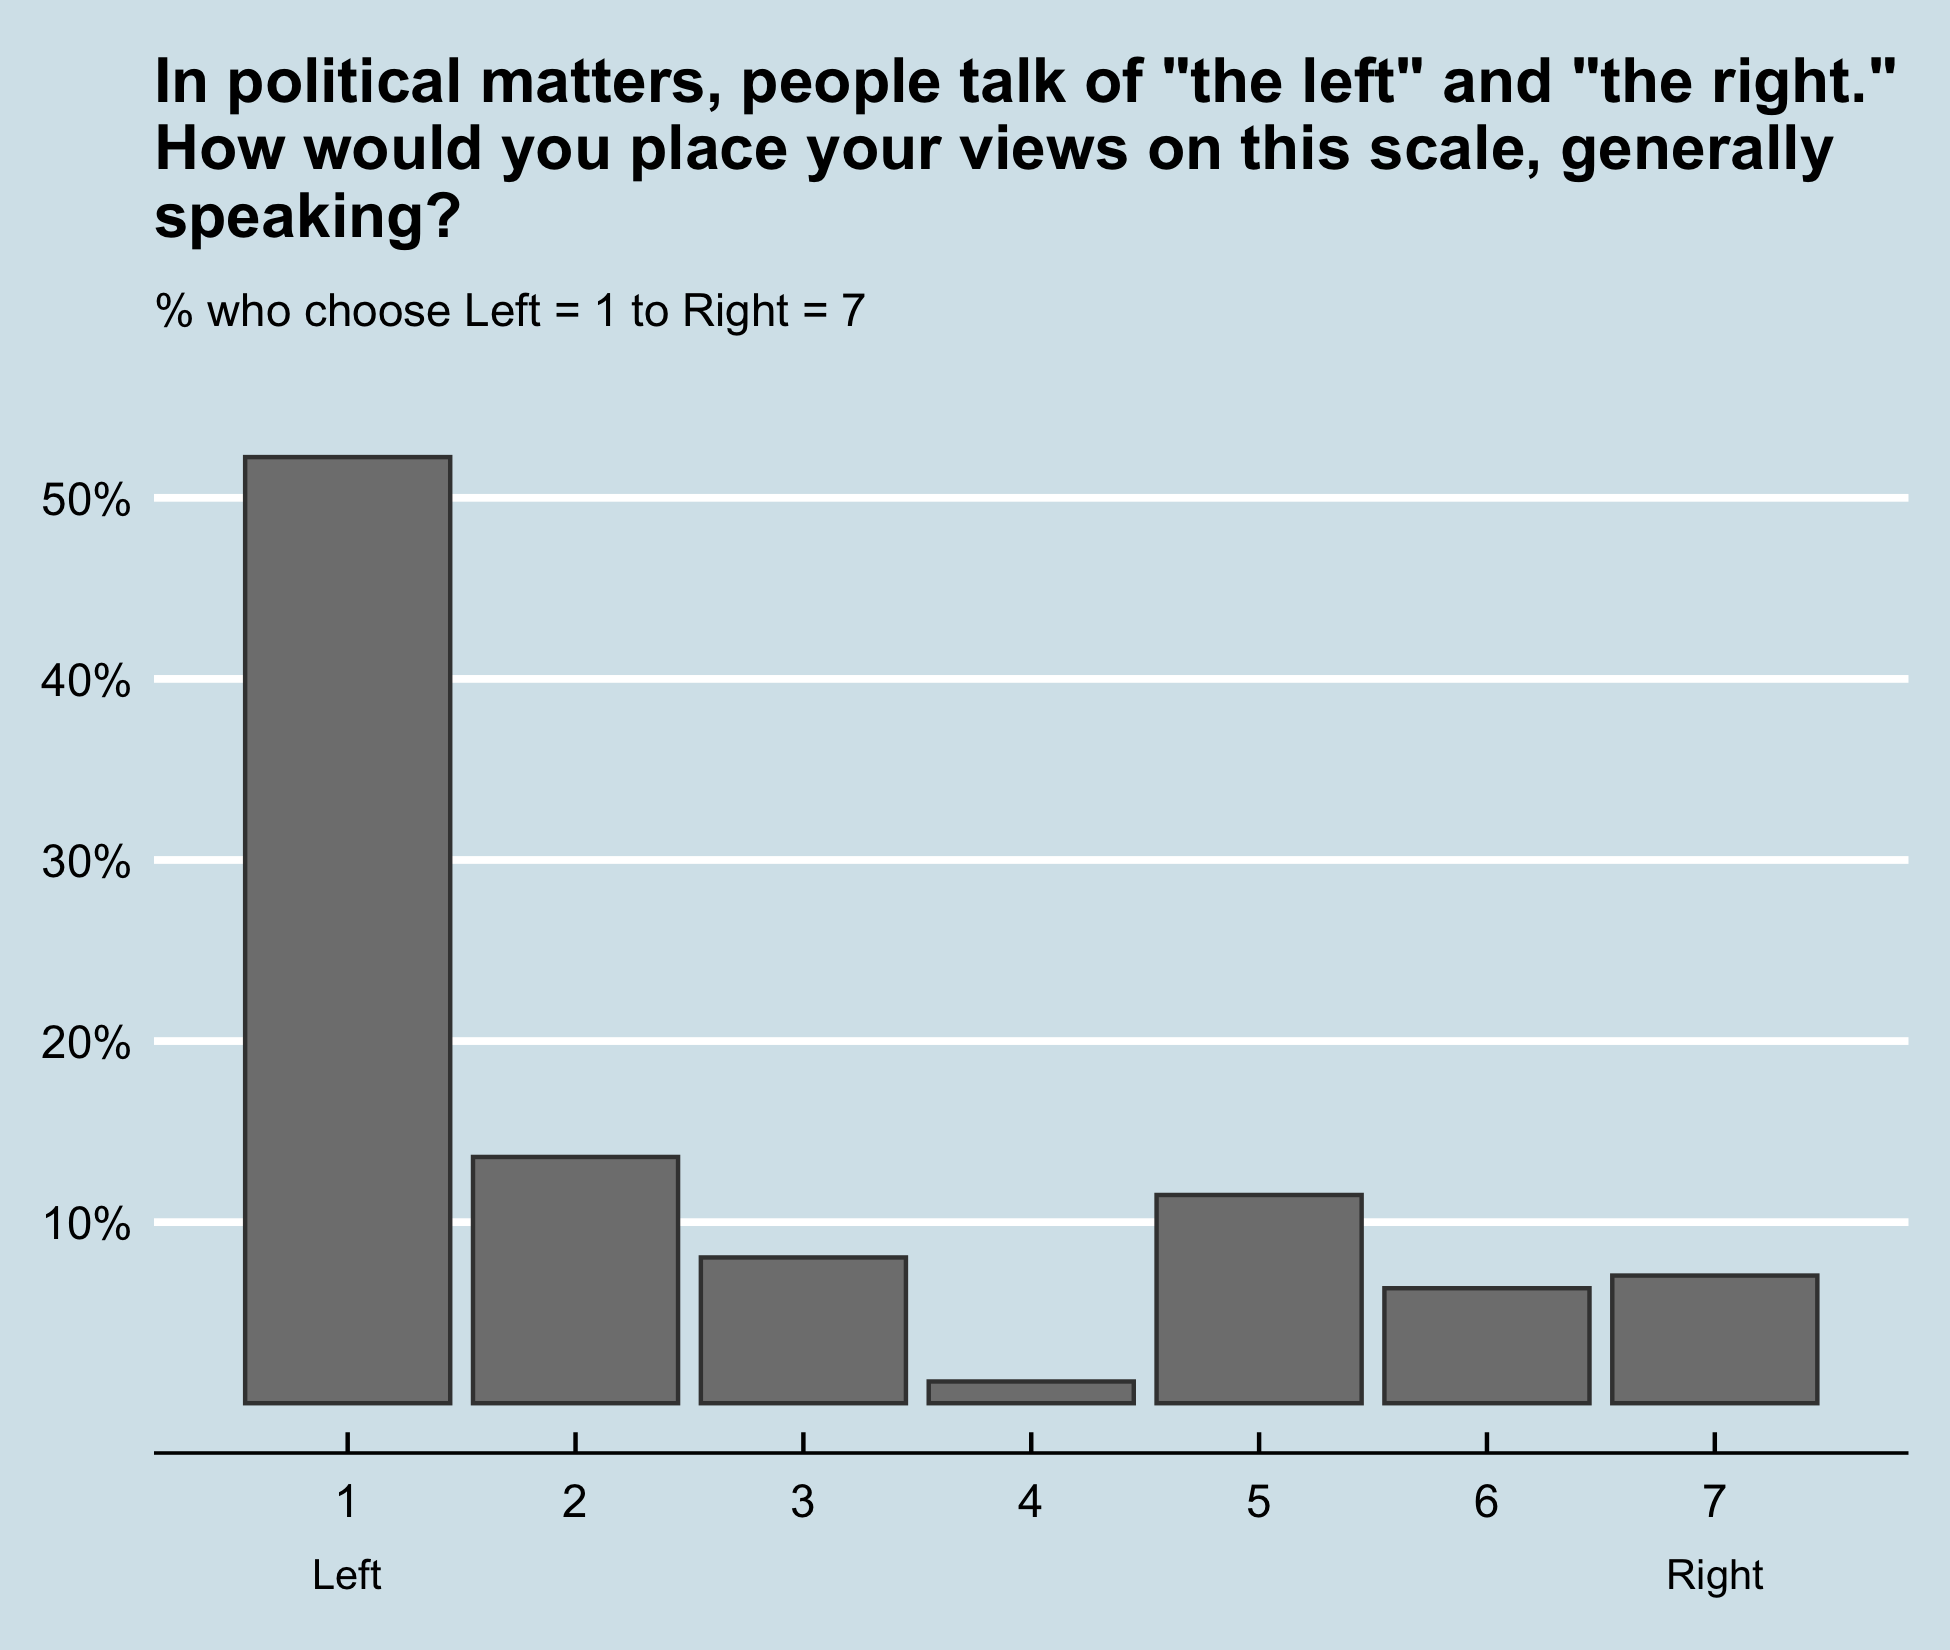 In political matters, people talk of "the left" and "the right."
How would you place your views on this scale, generally
speaking?
% who choose Left = 1 to Right = 7
50%
40%
30%
20%
10%
1 2 3 4 5 6 7
Left Right